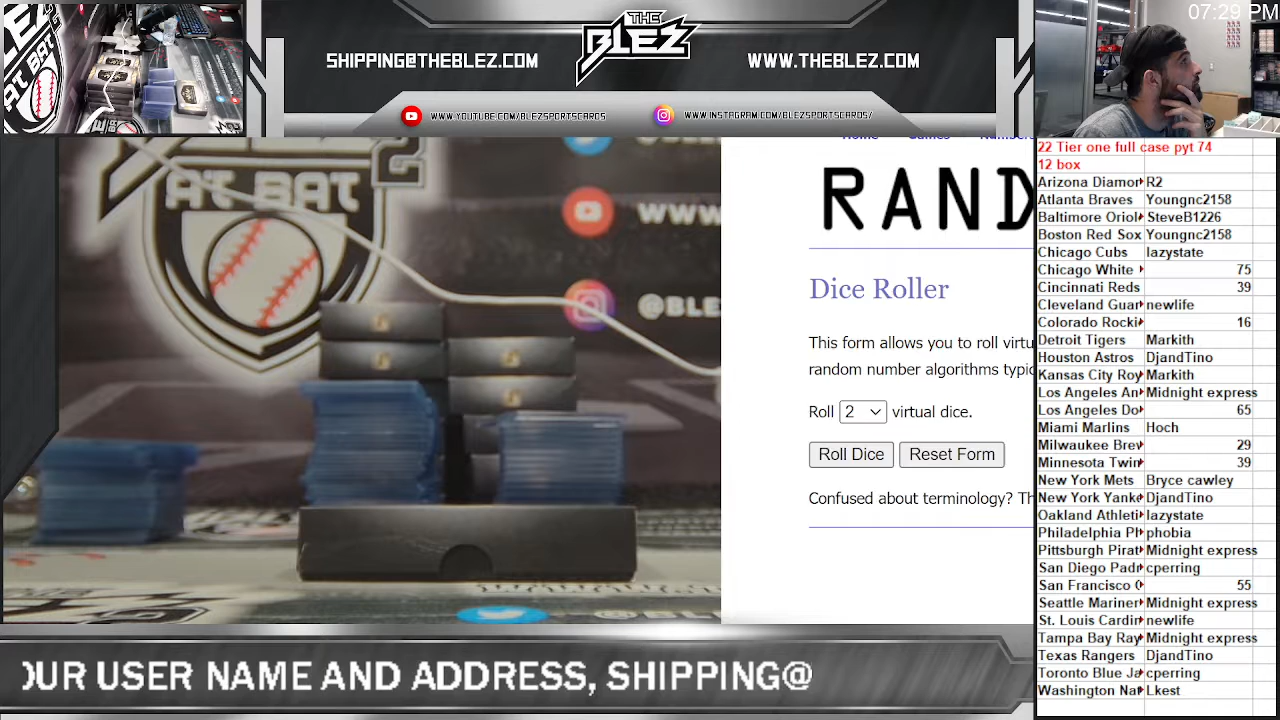 07:29 PM
THE
BLEZ
SHIPPING@THEBLEZ.COM
WWW.THEBLEZ.COM
WWW.YOUTUBE.COM/BLEZSPORTSCARDS
WWW.INSTAGRAM.COM/BLEZSPORTSCARDS/
AT BAT
2
WWW
@BLE
RAND
Dice Roller
This form allows you to roll virtu
random number algorithms typic
Roll 2 virtual dice.
Roll Dice Reset Form
Confused about terminology? Th
22 Tier one full case pyt 74
12 box
Arizona Diamor R2
Atlanta Braves Youngnc2158
Baltimore Oriol SteveB1226
Boston Red Sox Youngnc2158
Chicago Cubs lazystate
Chicago White 75
Cincinnati Reds 39
Cleveland Guar newlife
Colorado Rocki 16
Detroit Tigers Markith
Houston Astros DjandTino
Kansas City Roy Markith
Los Angeles An Midnight express
Los Angeles Do 65
Miami Marlins Hoch
Milwaukee Brev 29
Minnesota Twin 39
New York Mets Bryce cawley
New York Yanke DjandTino
Oakland Athleti lazystate
Philadelphia Pl phobia
Pittsburgh Pirat Midnight express
San Diego Padr cperring
San Francisco G 55
Seattle Mariner Midnight express
St. Louis Cardin newlife
Tampa Bay Ray Midnight express
Texas Rangers DjandTino
Toronto Blue Ja cperring
Washington Nat Lkest
OUR USER NAME AND ADDRESS, SHIPPING@